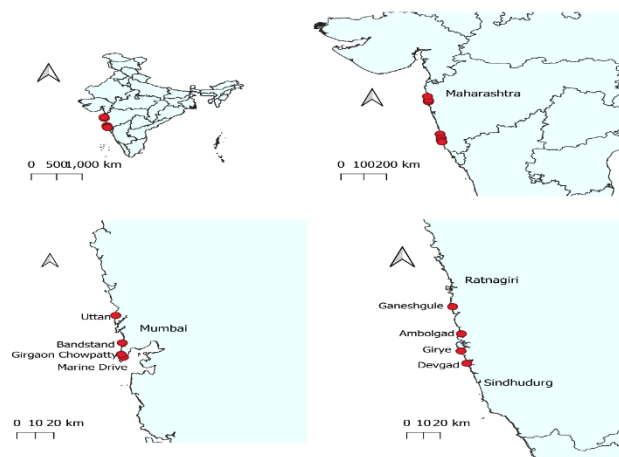 0 500 1,000 km
Maharashtra
0 100 200 km
Uttan
Mumbai
Bandstand
Girgaon Chowpatty
Marine Drive
0 10 20 km
Ratnagiri
Ganeshgule
Ambolgad
Girye
Devgad
Sindhudurg
0 10 20 km